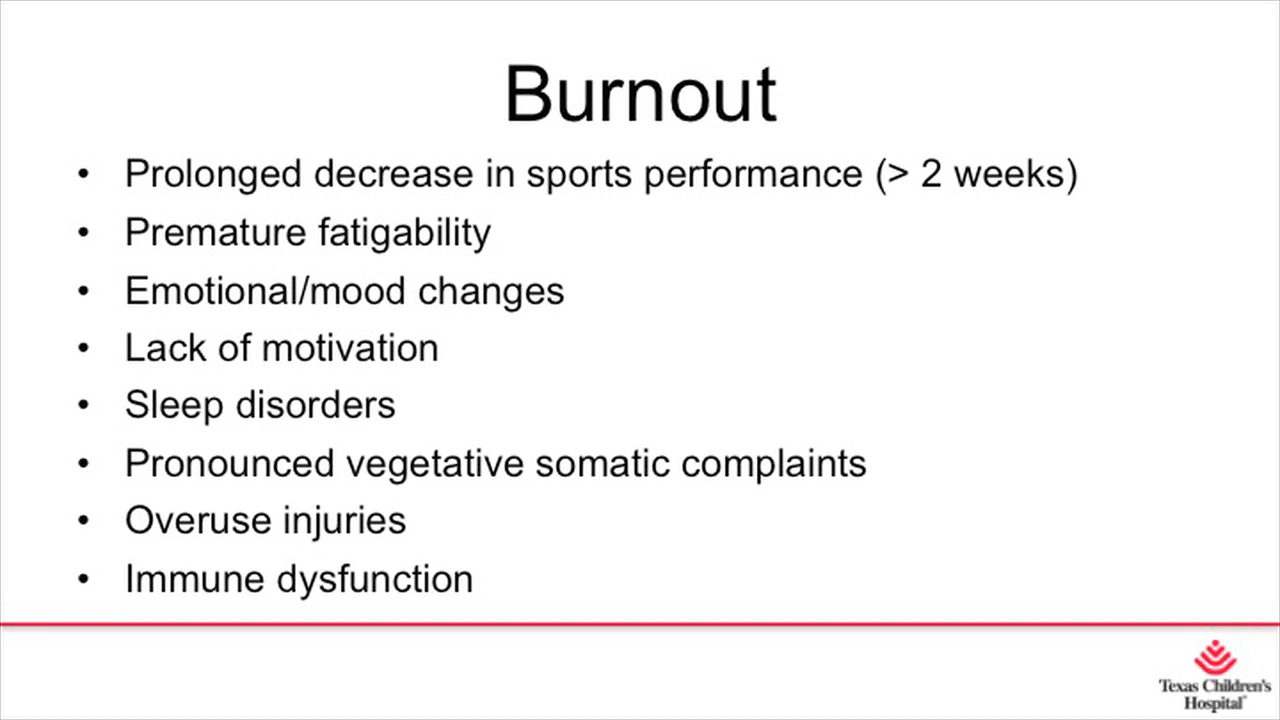 Burnout
• Prolonged decrease in sports performance (> 2 weeks)
• Premature fatigability
• Emotional/mood changes
• Lack of motivation
• Sleep disorders
• Pronounced vegetative somatic complaints
• Overuse injuries
• Immune dysfunction
Texas Children's
Hospital